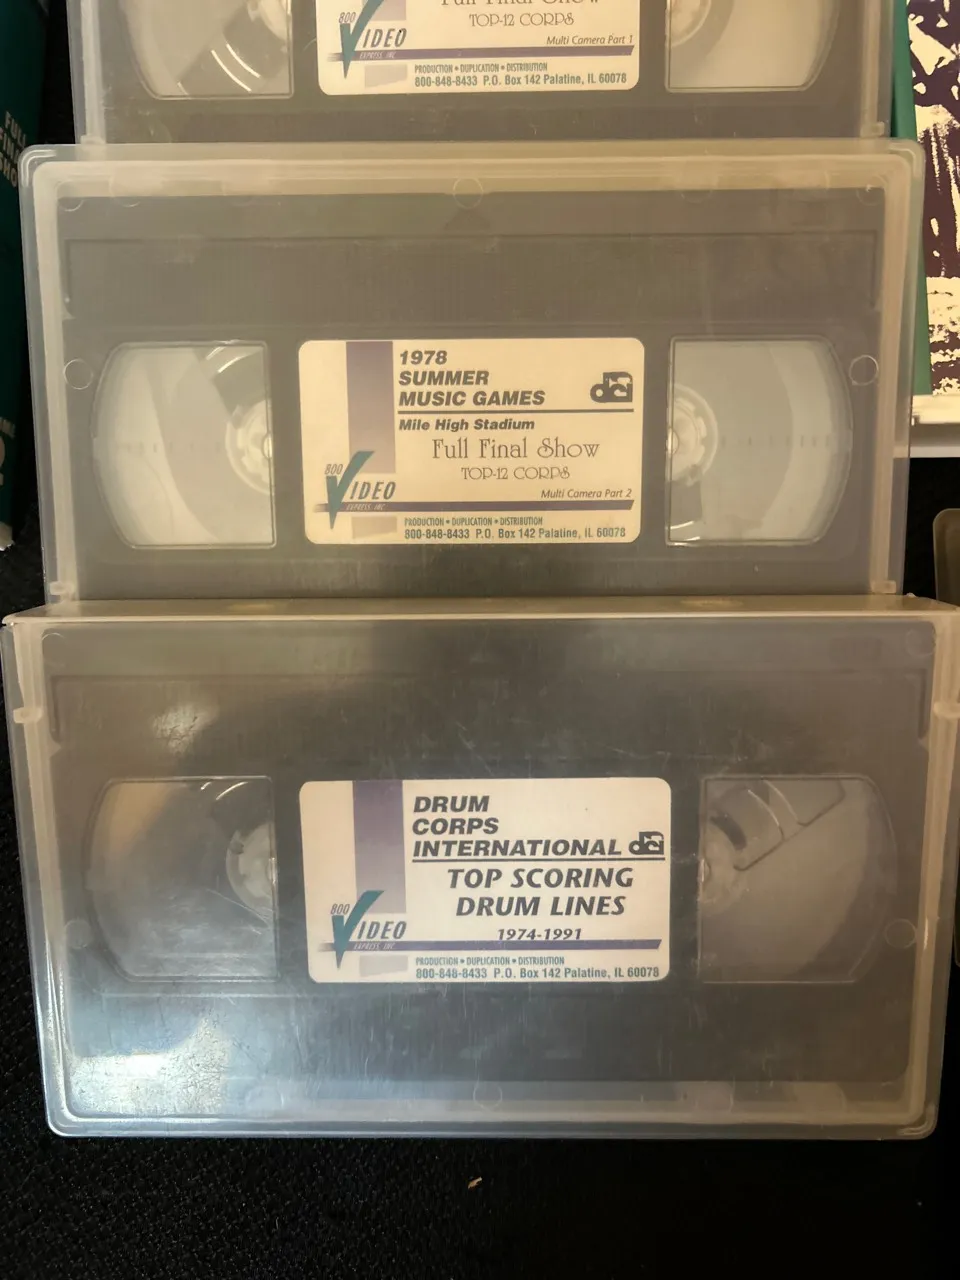 Full Final Show
TOP-12 CORPS
800
VIDEO
EXPRESS, INC.
Multi Camera Part 1
PRODUCTION • DUPLICATION • DISTRIBUTION
800-848-8433 P.O. Box 142 Palatine, IL 60078
FULL
1978
SUMMER
MUSIC GAMES
dci
Mile High Stadium
Full Final Show
TOP-12 CORPS
800
VIDEO
EXPRESS, INC.
Multi Camera Part 2
PRODUCTION • DUPLICATION • DISTRIBUTION
800-848-8433 P.O. Box 142 Palatine, IL 60078
DRUM
CORPS
INTERNATIONAL dci
TOP SCORING
DRUM LINES
1974-1991
800
VIDEO
EXPRESS, INC.
PRODUCTION • DUPLICATION • DISTRIBUTION
800-848-8433 P.O. Box 142 Palatine, IL 60078